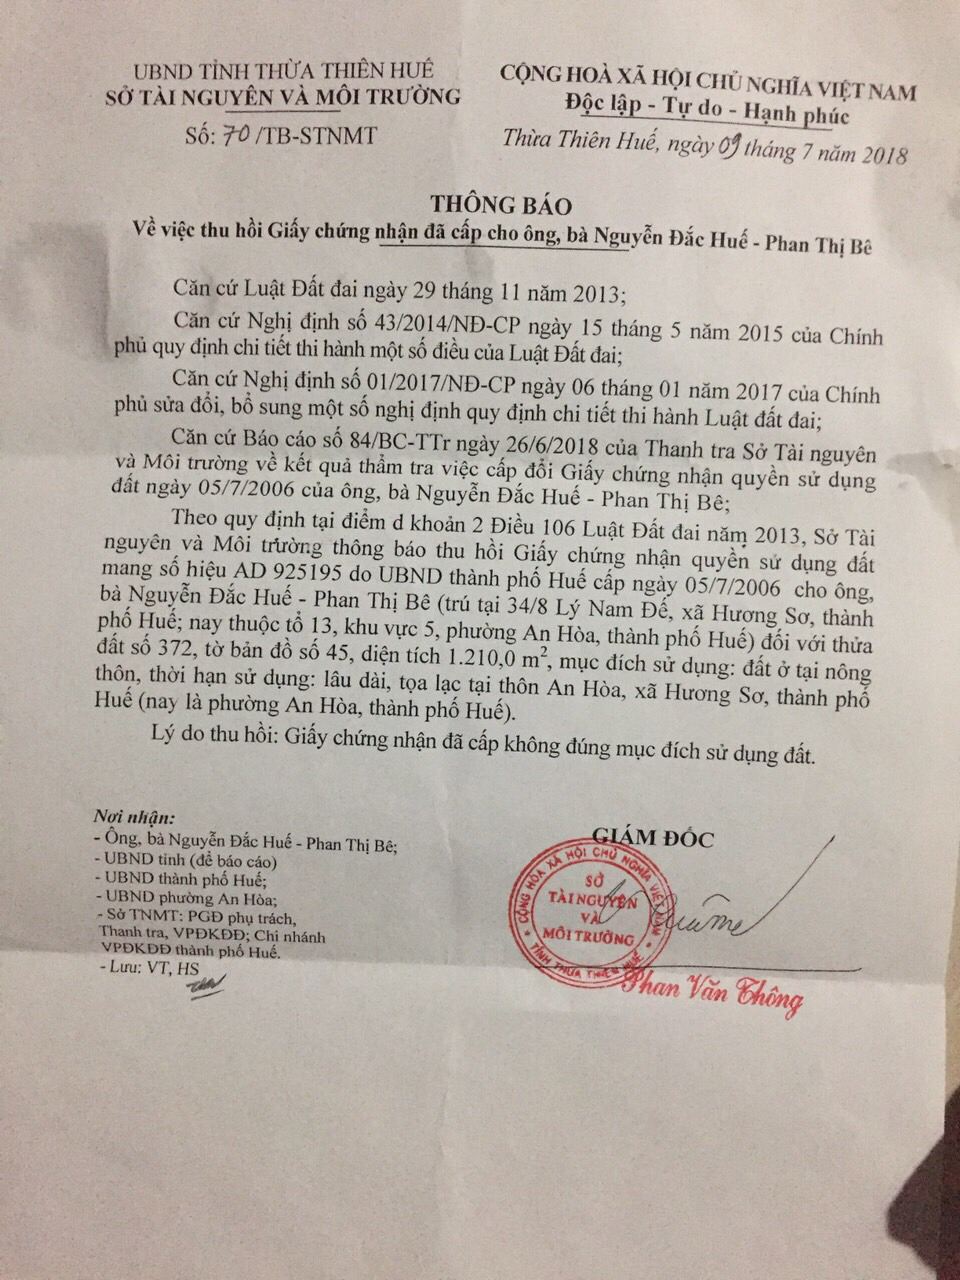 UBND TỈNH THỪA THIÊN HUẾ
SỞ TÀI NGUYÊN VÀ MÔI TRƯỜNG
Số: 70/TB-STNMT
CỘNG HOÀ XÃ HỘI CHỦ NGHĨA VIỆT NAM
Độc lập - Tự do - Hạnh phúc
Thừa Thiên Huế, ngày 09 tháng 7 năm 2018
THÔNG BÁO
Về việc thu hồi Giấy chứng nhận đã cấp cho ông, bà Nguyễn Đắc Huế - Phan Thị Bê
Căn cứ Luật Đất đai ngày 29 tháng 11 năm 2013;
Căn cứ Nghị định số 43/2014/NĐ-CP ngày 15 tháng 5 năm 2015 của Chính
phủ quy định chi tiết thi hành một số điều của Luật Đất đai;
Căn cứ Nghị định số 01/2017/NĐ-CP ngày 06 tháng 01 năm 2017 của Chính
phủ sửa đổi, bổ sung một số nghị định quy định chi tiết thi hành Luật đất đai;
Căn cứ Báo cáo số 84/BC-TTr ngày 26/6/2018 của Thanh tra Sở Tài nguyên
và Môi trường về kết quả thẩm tra việc cấp đổi Giấy chứng nhận quyền sử dụng
đất ngày 05/7/2006 của ông, bà Nguyễn Đắc Huế - Phan Thị Bê;
Theo quy định tại điểm d khoản 2 Điều 106 Luật Đất đai năm 2013, Sở Tài
nguyên và Môi trường thông báo thu hồi Giấy chứng nhận quyền sử dụng đất
mang số hiệu AD 925195 do UBND thành phố Huế cấp ngày 05/7/2006 cho ông,
bà Nguyễn Đắc Huế - Phan Thị Bê (trú tại 34/8 Lý Nam Đế, xã Hương Sơ, thành
phố Huế; nay thuộc tổ 13, khu vực 5, phường An Hòa, thành phố Huế) đối với thửa
đất số 372, tờ bản đồ số 45, diện tích 1.210,0 m², mục đích sử dụng: đất ở tại nông
thôn, thời hạn sử dụng: lâu dài, tọa lạc tại thôn An Hòa, xã Hương Sơ, thành phố
Huế (nay là phường An Hòa, thành phố Huế).
Lý do thu hồi: Giấy chứng nhận đã cấp không đúng mục đích sử dụng đất.
Nơi nhận:
- Ông, bà Nguyễn Đắc Huế - Phan Thị Bê;
- UBND tỉnh (để báo cáo)
- UBND thành phố Huế;
- UBND phường An Hòa;
- Sở TNMT: PGĐ phụ trách,
Thanh tra, VPĐKĐĐ; Chi nhánh
VPĐKĐĐ thành phố Huế.
- Lưu: VT, HS
GIÁM ĐỐC
CỘNG HÒA XÃ HỘI CHỦ NGHĨA VIỆT NAM
SỞ
TÀI NGUYÊN
VÀ
MÔI TRƯỜNG
TỈNH THỪA THIÊN HUẾ
Phan Văn Thông